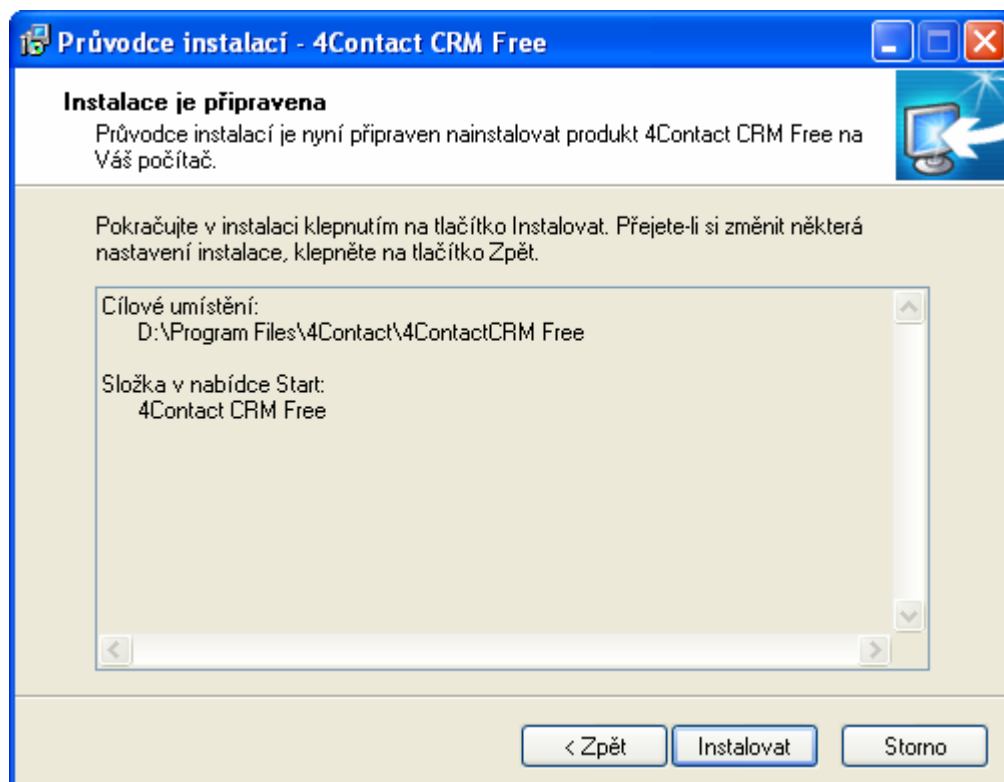 Průvodce instalací - 4Contact CRM Free
Instalace je připravena
Průvodce instalací je nyní připraven nainstalovat produkt 4Contact CRM Free na
Váš počítač.
Pokračujte v instalaci klepnutím na tlačítko Instalovat. Přejete-li si změnit některá
nastavení instalace, klepněte na tlačítko Zpět.
Cílové umístění:
D:\Program Files\4Contact\4ContactCRM Free
Složka v nabídce Start:
4Contact CRM Free
< Zpět
Instalovat
Storno